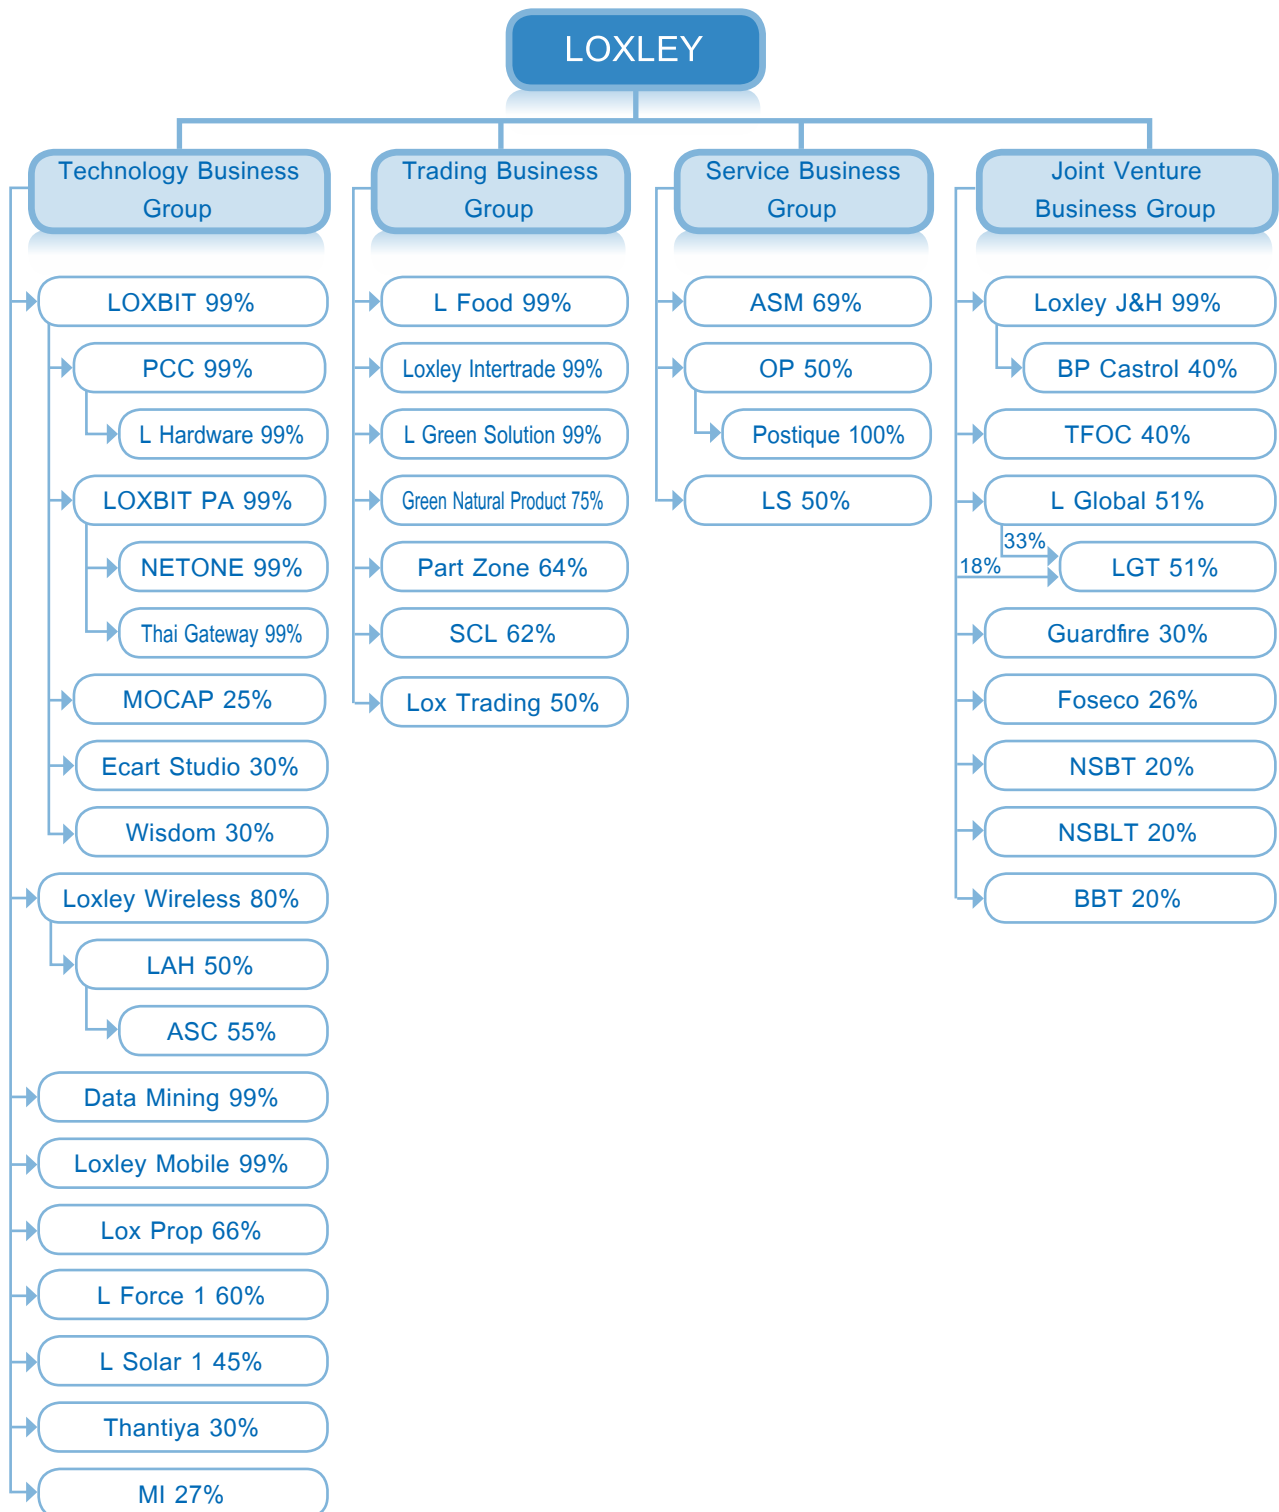 LOXLEY
Technology Business
Group
LOXBIT 99%
PCC 99%
L Hardware 99%
LOXBIT PA 99%
NETONE 99%
Thai Gateway 99%
MOCAP 25%
Ecart Studio 30%
Wisdom 30%
Loxley Wireless 80%
LAH 50%
ASC 55%
Data Mining 99%
Loxley Mobile 99%
Lox Prop 66%
L Force 1 60%
L Solar 1 45%
Thantiya 30%
MI 27%
Trading Business
Group
L Food 99%
Loxley Intertrade 99%
L Green Solution 99%
Green Natural Product 75%
Part Zone 64%
SCL 62%
Lox Trading 50%
Service Business
Group
ASM 69%
OP 50%
Postique 100%
LS 50%
Joint Venture
Business Group
Loxley J&H 99%
BP Castrol 40%
TFOC 40%
L Global 51%
33%
18%
LGT 51%
Guardfire 30%
Foseco 26%
NSBT 20%
NSBLT 20%
BBT 20%